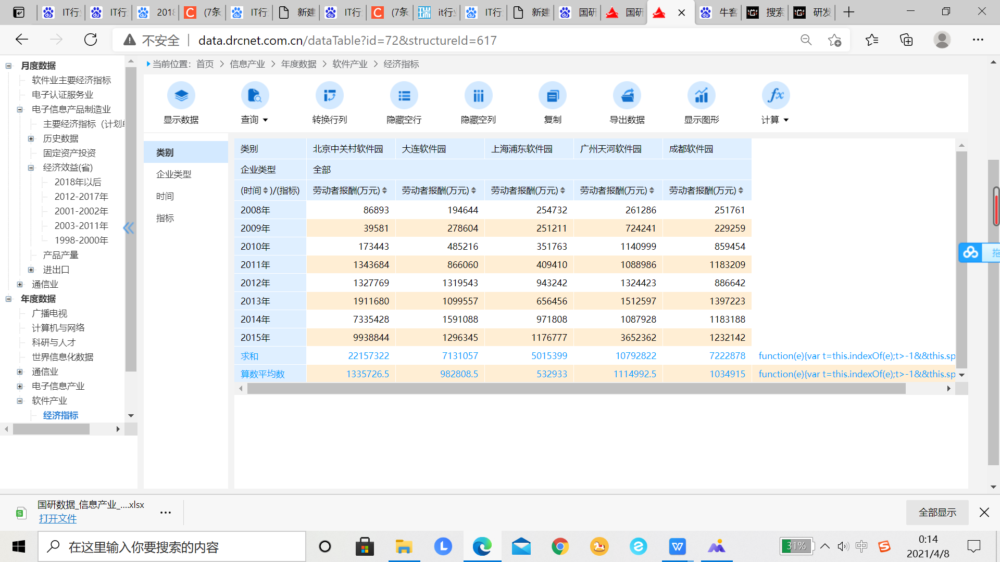 IT行
IT行
2018
(7条
IT行
新建
IT行
(7条
it行
IT行
新建
国研
国研
牛客
搜索
研发
不安全
data.drcnet.com.cn/dataTable?id=72&structureId=617
月度数据
软件业主要经济指标
电子认证服务业
电子信息产品制造业
主要经济指标（计划单
历史数据
固定资产投资
经济效益(省)
2018年以后
2012-2017年
2001-2002年
2003-2011年
1998-2000年
产品产量
进出口
通信业
年度数据
广播电视
计算机与网络
科研与人才
世界信息化数据
通信业
电子信息产业
软件产业
经济指标
当前位置: 首页 > 信息产业 > 年度数据 > 软件产业 > 经济指标
显示数据 查询 转换行列 隐藏空行 隐藏空列 复制 导出数据 显示图形 计算
类别
企业类型
时间
指标
类别 北京中关村软件园 大连软件园 上海浦东软件园 广州天河软件园 成都软件园
企业类型 全部
(时间)/(指标) 劳动者报酬(万元) 劳动者报酬(万元) 劳动者报酬(万元) 劳动者报酬(万元) 劳动者报酬(万元)
2008年 86893 194644 254732 261286 251761
2009年 39581 278604 251211 724241 229259
2010年 173443 485216 351763 1140999 859454
2011年 1343684 866060 409410 1088986 1183209
2012年 1327769 1319543 943242 1324423 886642
2013年 1911680 1099557 656456 1512597 1397223
2014年 7335428 1591088 971808 1087928 1183188
2015年 9938844 1296345 1176777 3652362 1232142
求和 22157322 7131057 5015399 10792822 7222878 function(e){var t=this.indexOf(e);t>-1&&this.sp
算数平均数 1335726.5 982808.5 532933 1114992.5 1034915 function(e){var t=this.indexOf(e);t>-1&&this.sp
拖
国研数据_信息产业_....xlsx
打开文件
全部显示
在这里输入你要搜索的内容
31%
中
0:14
2021/4/8